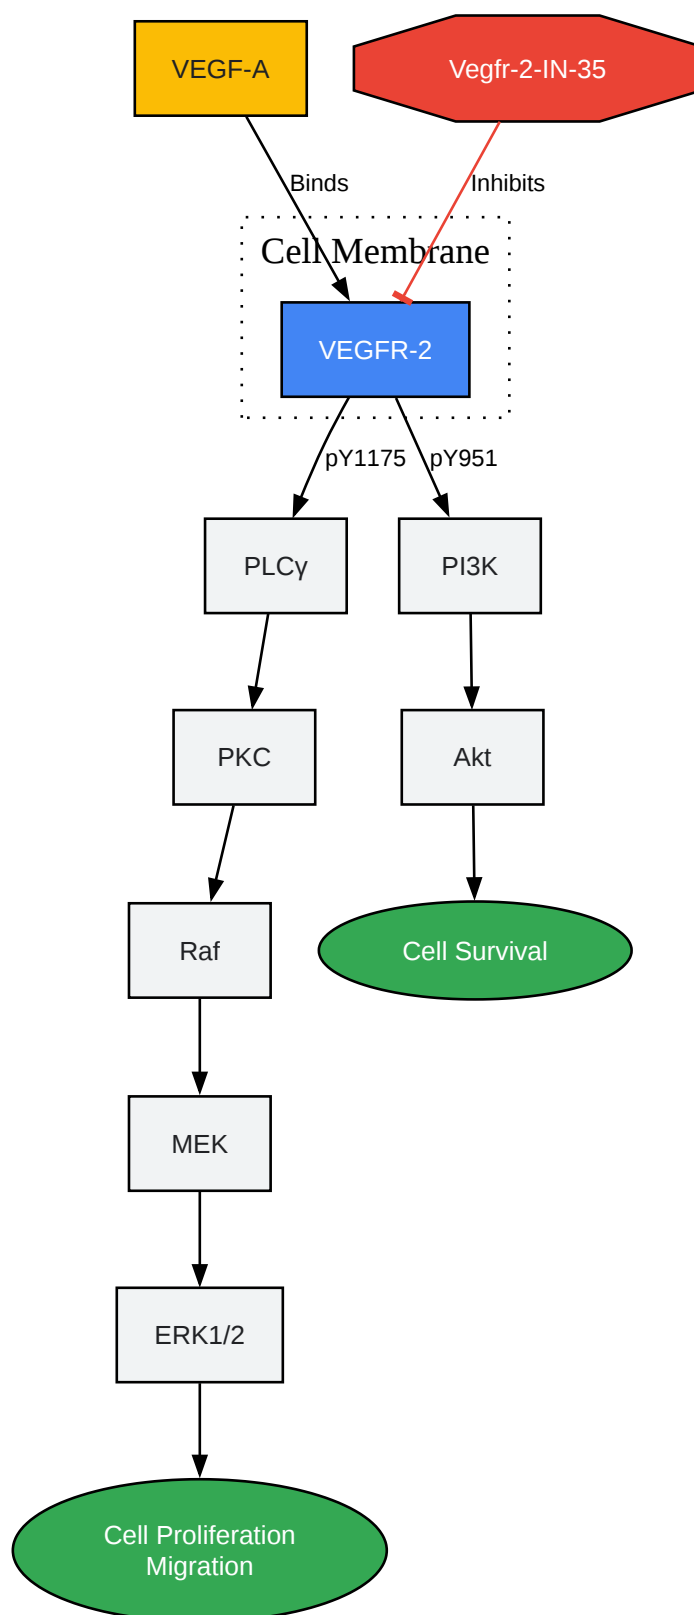 VEGF-A
Vegfr-2-IN-35
Binds
Inhibits
Cell Membrane
VEGFR-2
pY1175
pY951
PLCγ
PI3K
PKC
Akt
Raf
Cell Survival
MEK
ERK1/2
Cell Proliferation
Migration